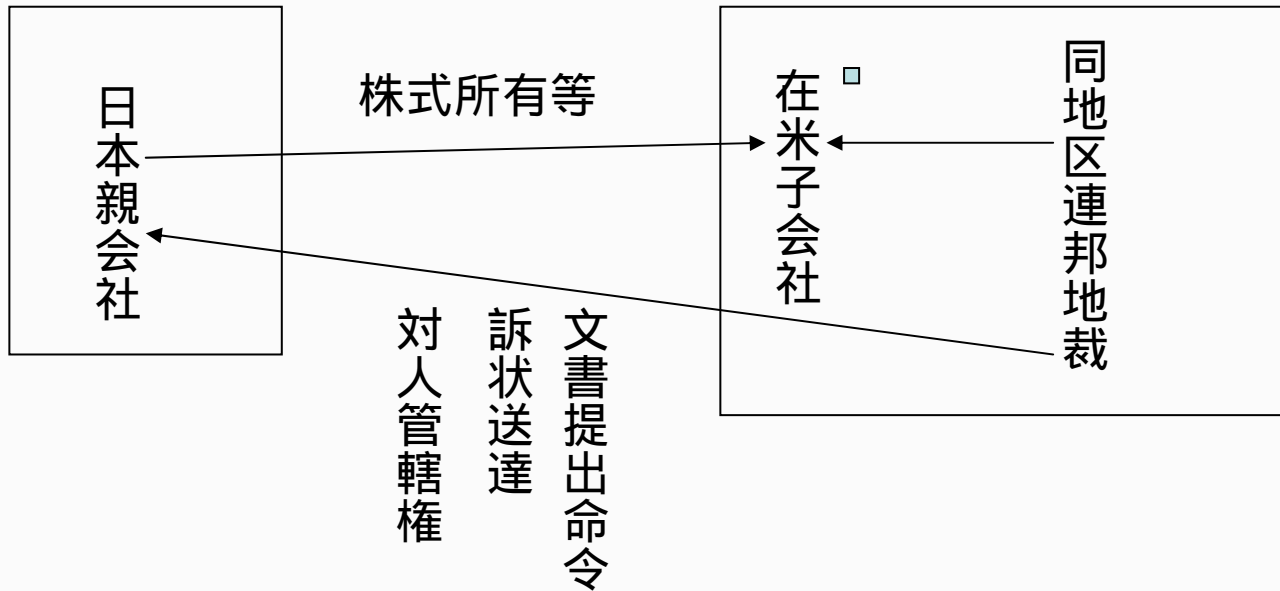 日本親会社
株式所有等
在米子会社
同地区連邦地裁
対人管轄権
訴状送達
文書提出命令